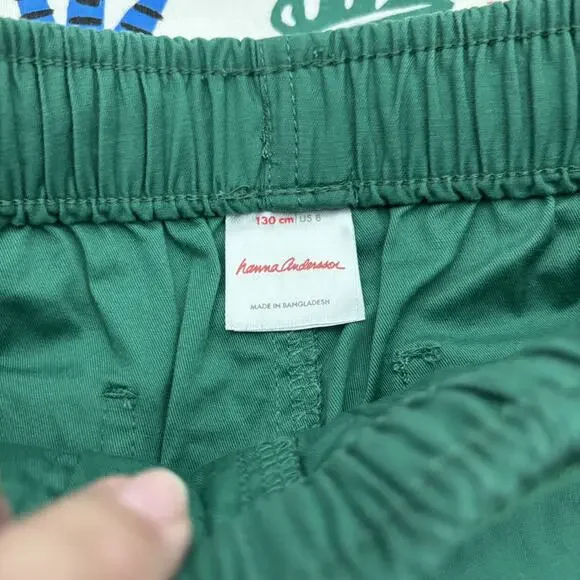 130 cm | US 8
hanna andersson
MADE IN BANGLADESH